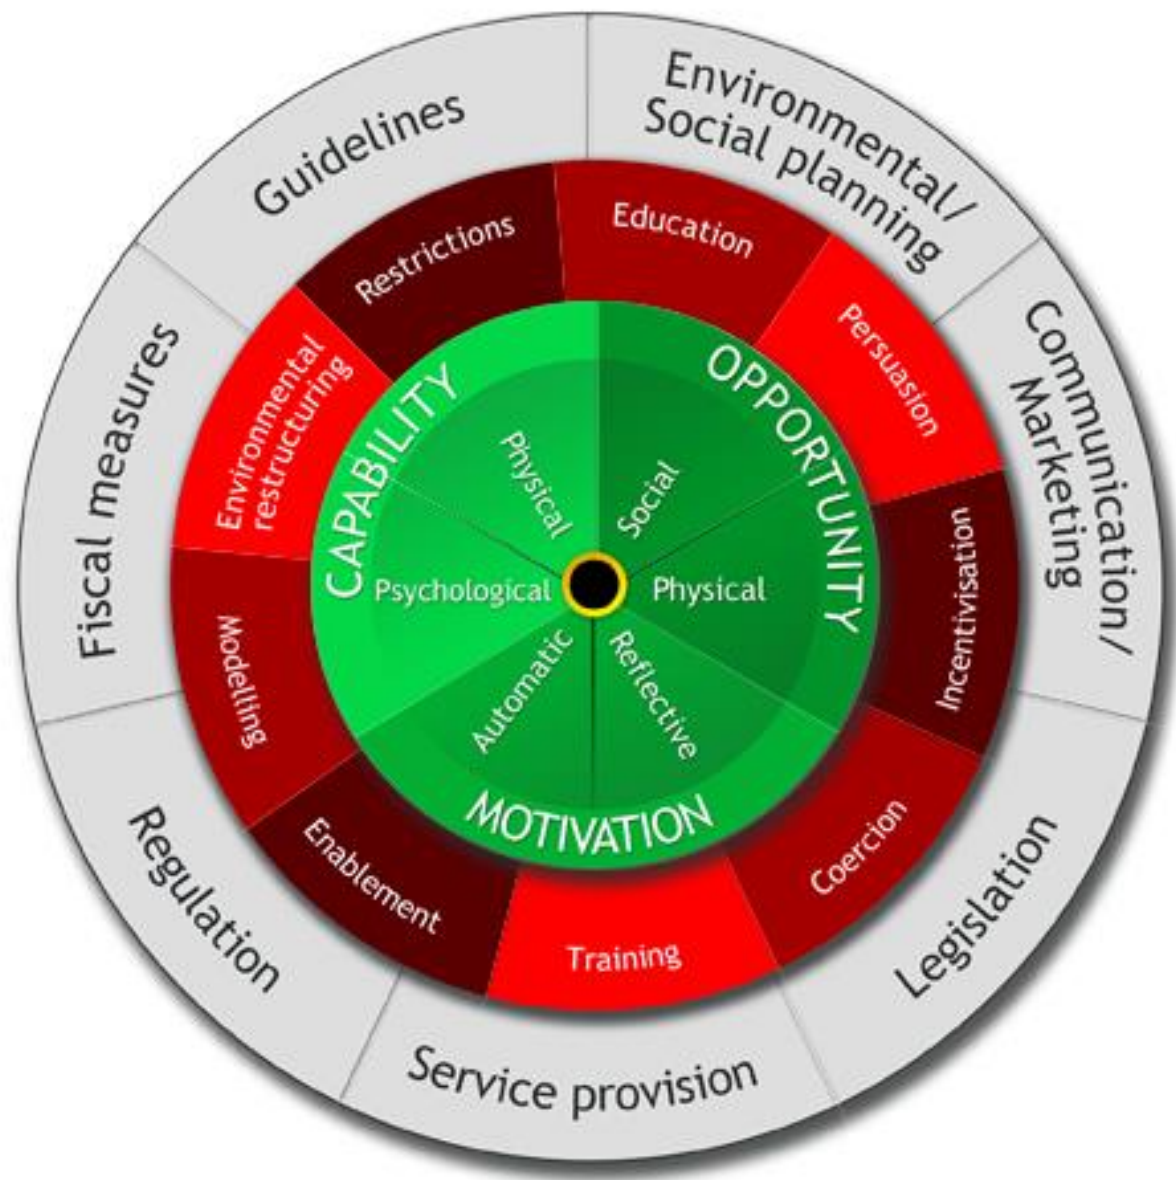 Guidelines
Environmental/
Social planning
Communication/
Marketing
Legislation
Service provision
Regulation
Fiscal measures
Restrictions
Education
Persuasion
Incentivisation
Coercion
Training
Enablement
Modelling
Environmental
restructuring
CAPABILITY
OPPORTUNITY
MOTIVATION
Physical
Social
Physical
Reflective
Automatic
Psychological